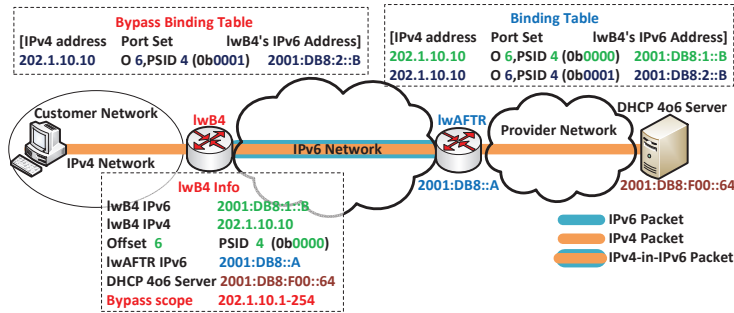 Bypass Binding Table
[IPv4 address Port Set lwB4's IPv6 Address]
202.1.10.10 O 6,PSID 4 (0b0001) 2001:DB8:2::B
Binding Table
[IPv4 address Port Set lwB4's IPv6 Address]
202.1.10.10 O 6,PSID 4 (0b0000) 2001:DB8:1::B
202.1.10.10 O 6,PSID 4 (0b0001) 2001:DB8:2::B
Customer Network
IPv4 Network
lwB4
IPv6 Network
lwAFTR
2001:DB8::A
Provider Network
DHCP 4o6 Server
2001:DB8:F00::64
lwB4 Info
lwB4 IPv6 2001:DB8:1::B
lwB4 IPv4 202.1.10.10
Offset 6 PSID 4 (0b0000)
lwAFTR IPv6 2001:DB8::A
DHCP 4o6 Server 2001:DB8:F00::64
Bypass scope 202.1.10.1-254
IPv6 Packet
IPv4 Packet
IPv4-in-IPv6 Packet